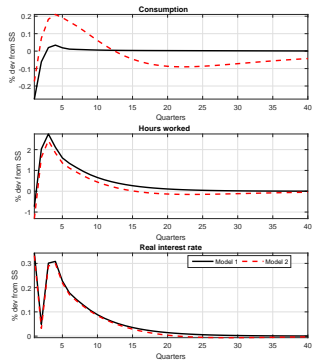 Consumption
% dev from SS
0.2
0.1
0
-0.1
-0.2
5 10 15 20 25 30 35 40
Quarters
Hours worked
% dev from SS
2
1
0
-1
5 10 15 20 25 30 35 40
Quarters
Real interest rate
Model 1 Model 2
% dev from SS
0.3
0.2
0.1
0
5 10 15 20 25 30 35 40
Quarters